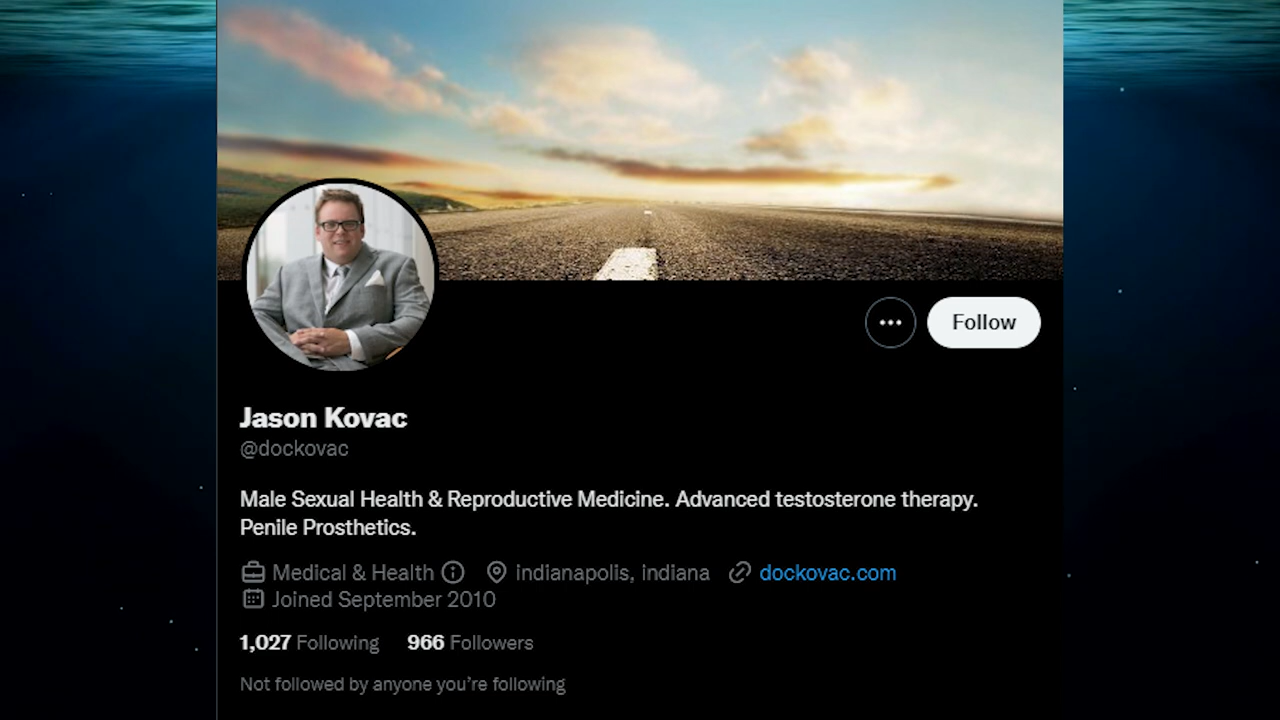 Follow
Jason Kovac
@dockovac
Male Sexual Health & Reproductive Medicine. Advanced testosterone therapy.
Penile Prosthetics.
Medical & Health indianapolis, indiana dockovac.com
Joined September 2010
1,027 Following 966 Followers
Not followed by anyone you're following